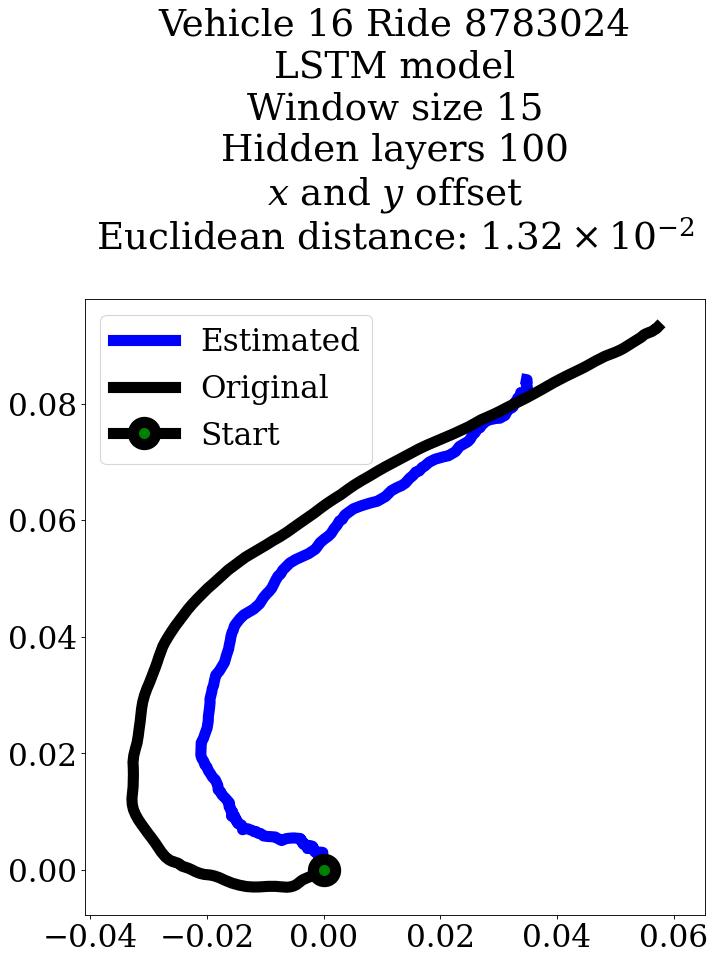 Vehicle 16 Ride 8783024
LSTM model
Window size 15
Hidden layers 100
x and y offset
Euclidean distance: 1.32 × 10⁻²
Estimated
Original
Start
0.08
0.06
0.04
0.02
0.00
−0.04 −0.02 0.00 0.02 0.04 0.06